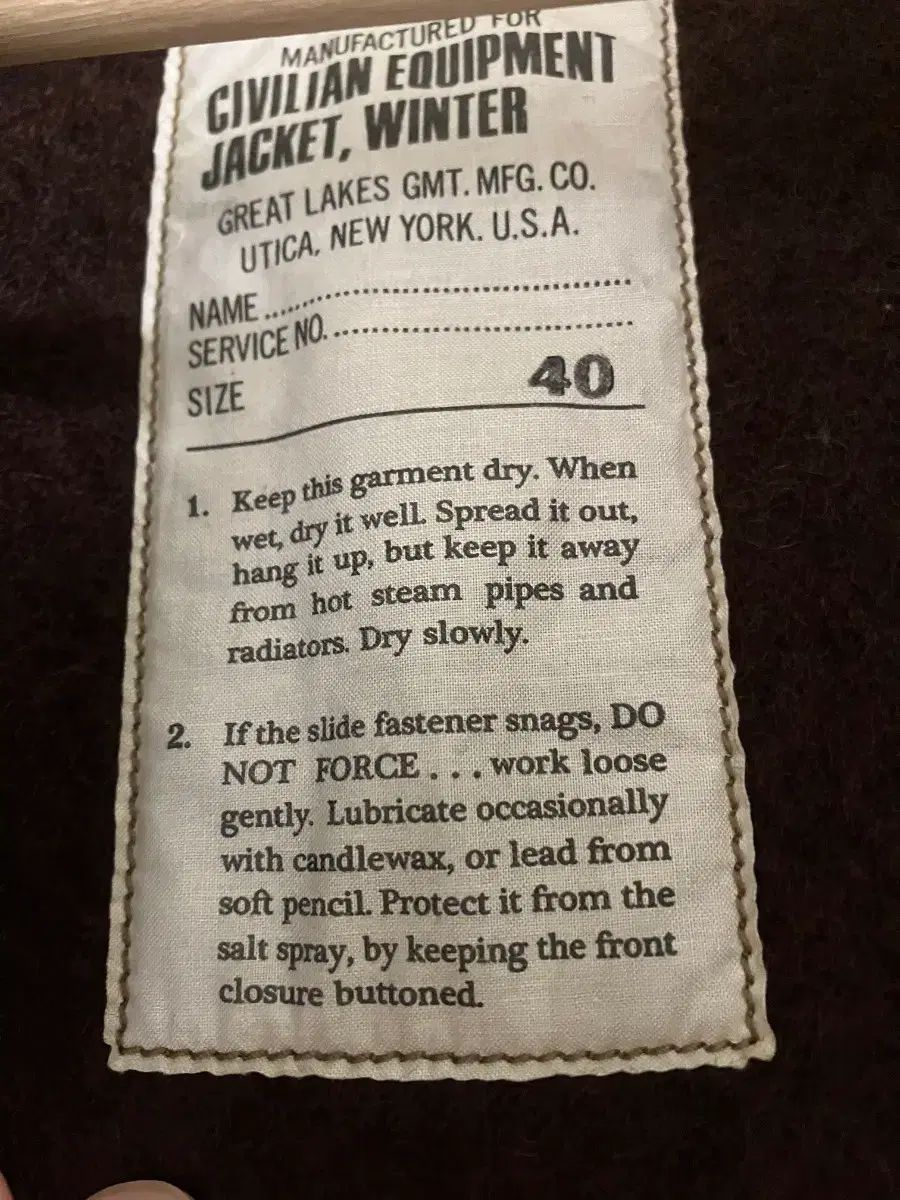 MANUFACTURED FOR
CIVILIAN EQUIPMENT
JACKET, WINTER
GREAT LAKES GMT. MFG. CO.
UTICA, NEW YORK. U.S.A.
NAME ..............................
SERVICE NO. ..............................
SIZE 40
1. Keep this garment dry. When
wet, dry it well. Spread it out,
hang it up, but keep it away
from hot steam pipes and
radiators. Dry slowly.
2. If the slide fastener snags, DO
NOT FORCE . . . work loose
gently. Lubricate occasionally
with candlewax, or lead from
soft pencil. Protect it from the
salt spray, by keeping the front
closure buttoned.